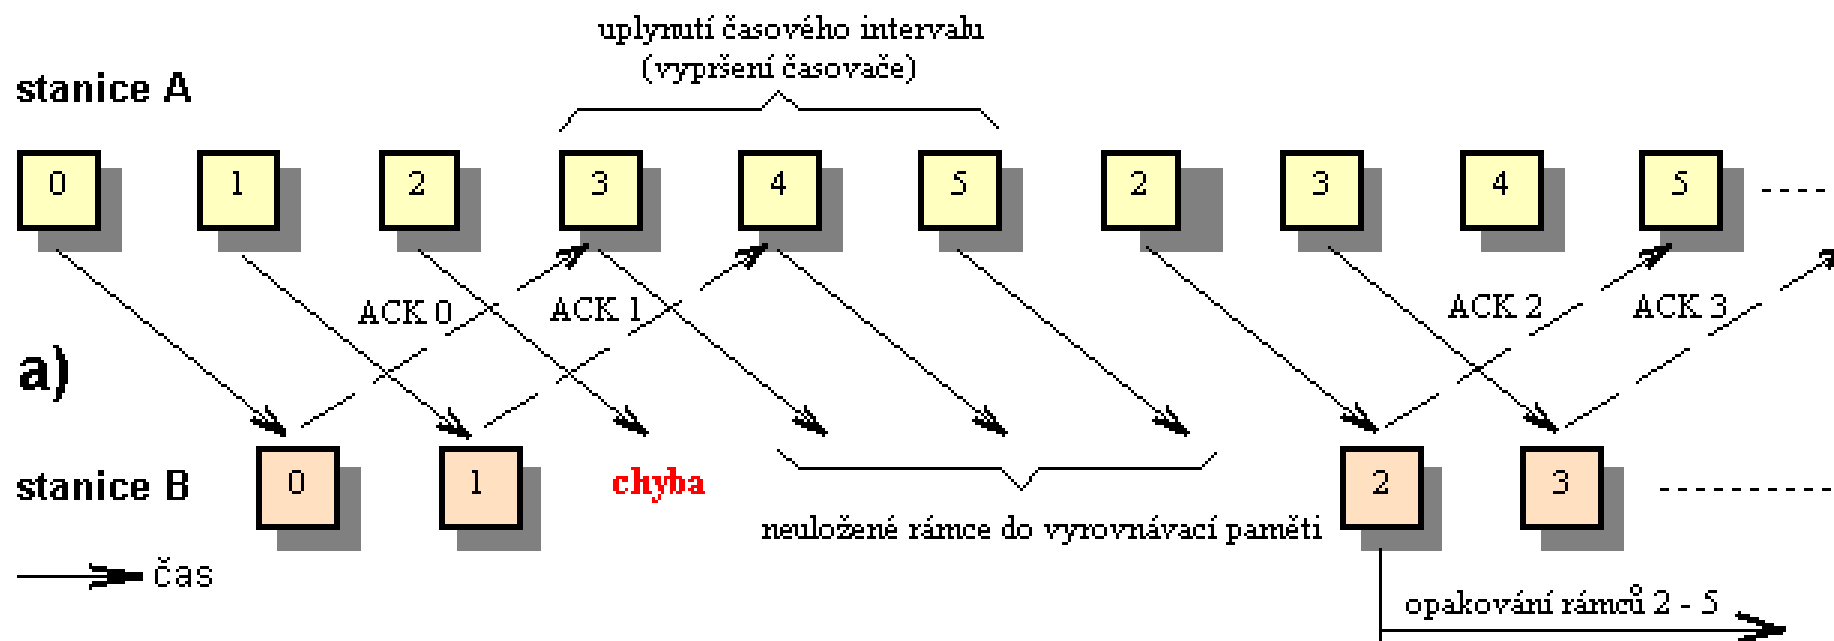 uplynutí časového intervalu
(vypršení časovače)
stanice A
0 1 2 3 4 5 2 3 4 5
ACK 0 ACK 1 ACK 2 ACK 3
a)
stanice B
0 1 chyba 2 3
neuložené rámce do vyrovnávací paměti
čas
opakování rámců 2 - 5